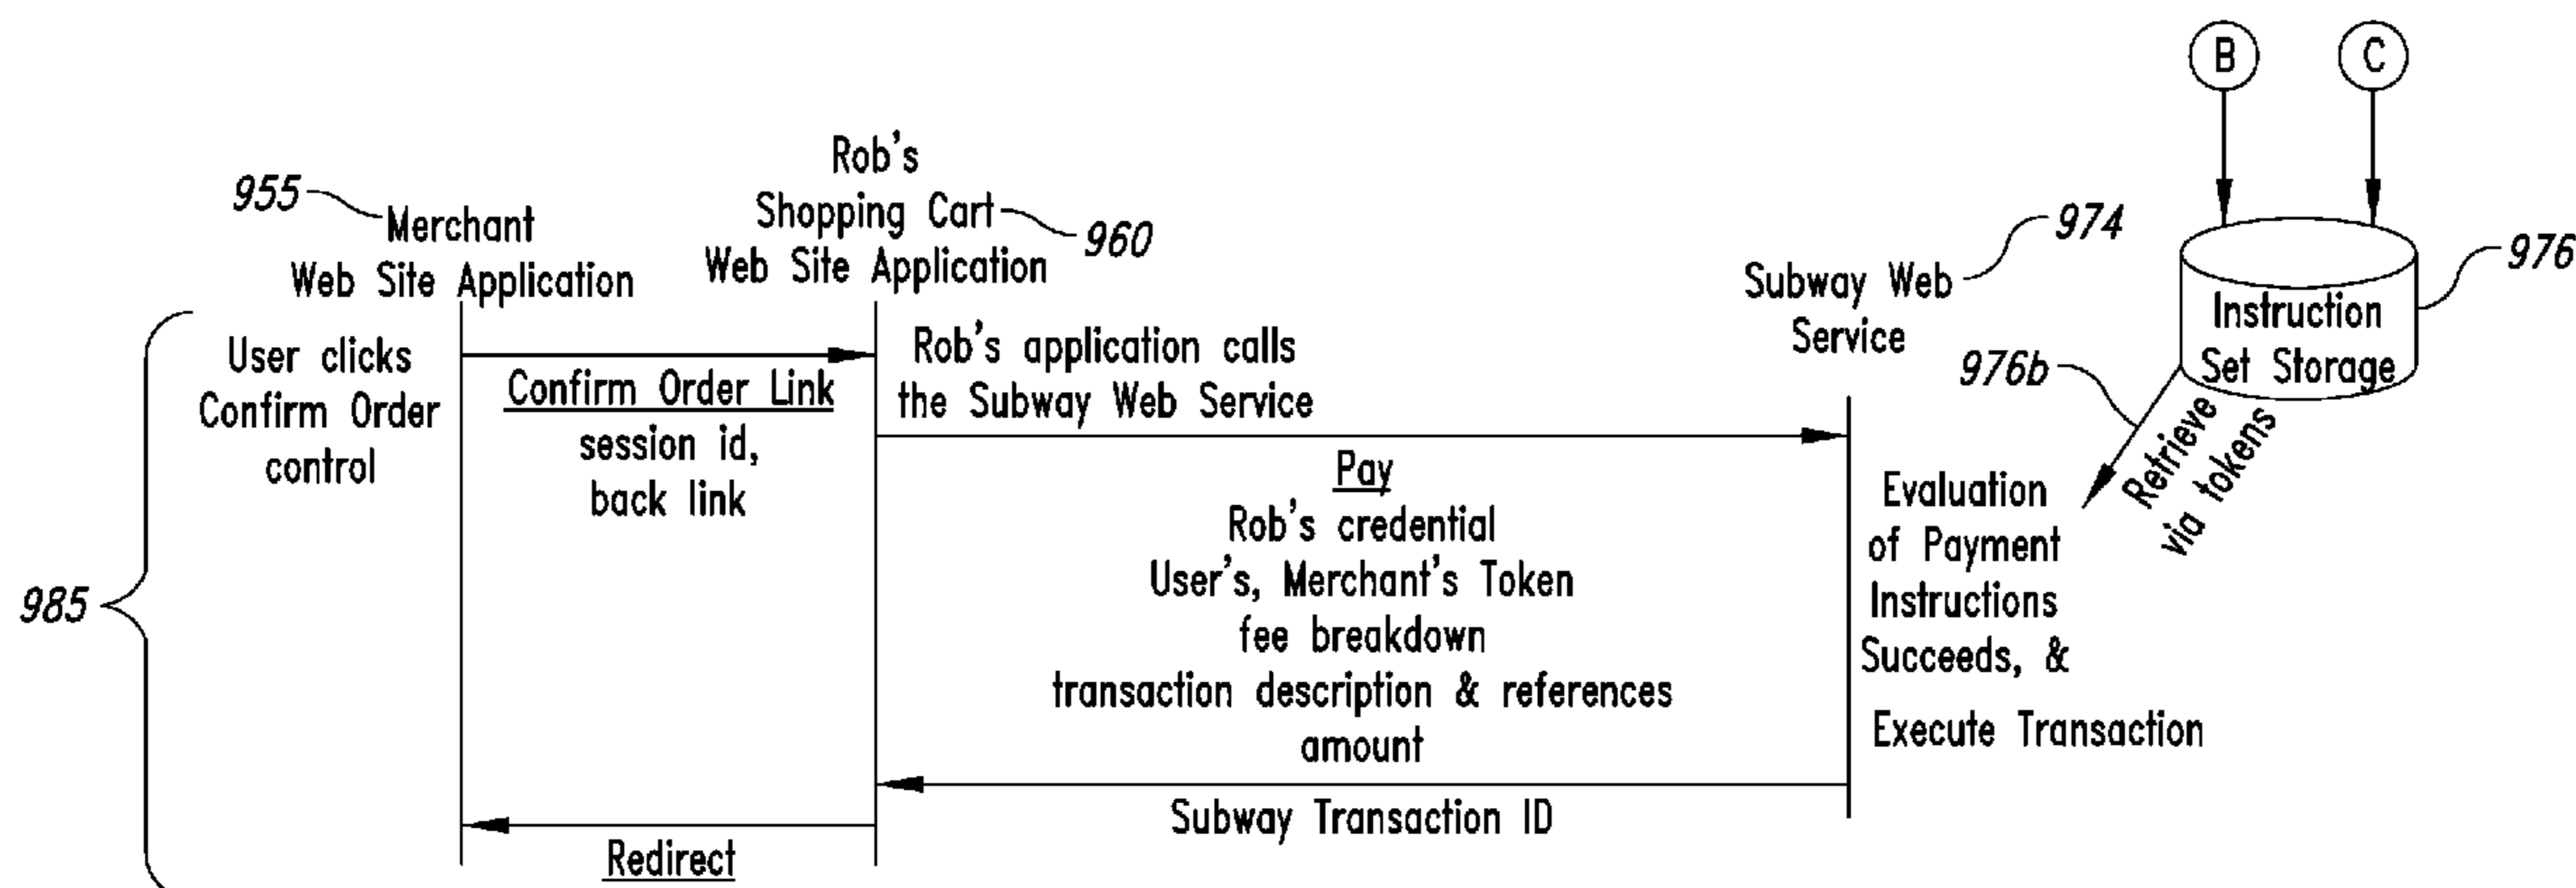 B
C
Rob's
Shopping Cart
Web Site Application
960
955
Merchant
Web Site Application
974
Subway Web
Service
976
Instruction
Set Storage
976b
Retrieve
via tokens
985
User clicks
Confirm Order
control
Confirm Order Link
session id,
back link
Rob's application calls
the Subway Web Service
Pay
Rob's credential
User's, Merchant's Token
fee breakdown
transaction description & references
amount
Evaluation
of Payment
Instructions
Succeeds, &
Execute Transaction
Subway Transaction ID
Redirect